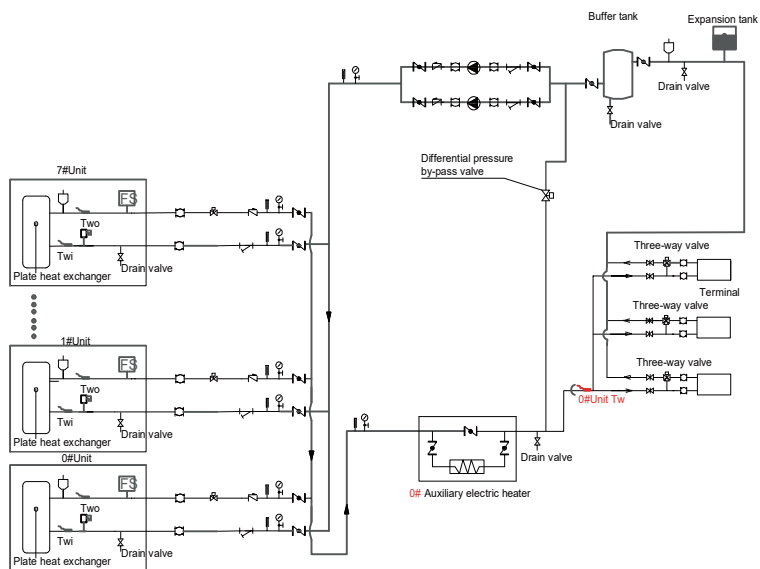 Buffer tank
Expansion tank
Drain valve
Drain valve
Differential pressure
by-pass valve
7#Unit
FS
Two
Twi
Drain valve
Plate heat exchanger
Three-way valve
Terminal
Three-way valve
Three-way valve
0#Unit Tw
1#Unit
FS
Two
Twi
Drain valve
Plate heat exchanger
Drain valve
0# Auxiliary electric heater
0#Unit
FS
Two
Twi
Drain valve
Plate heat exchanger